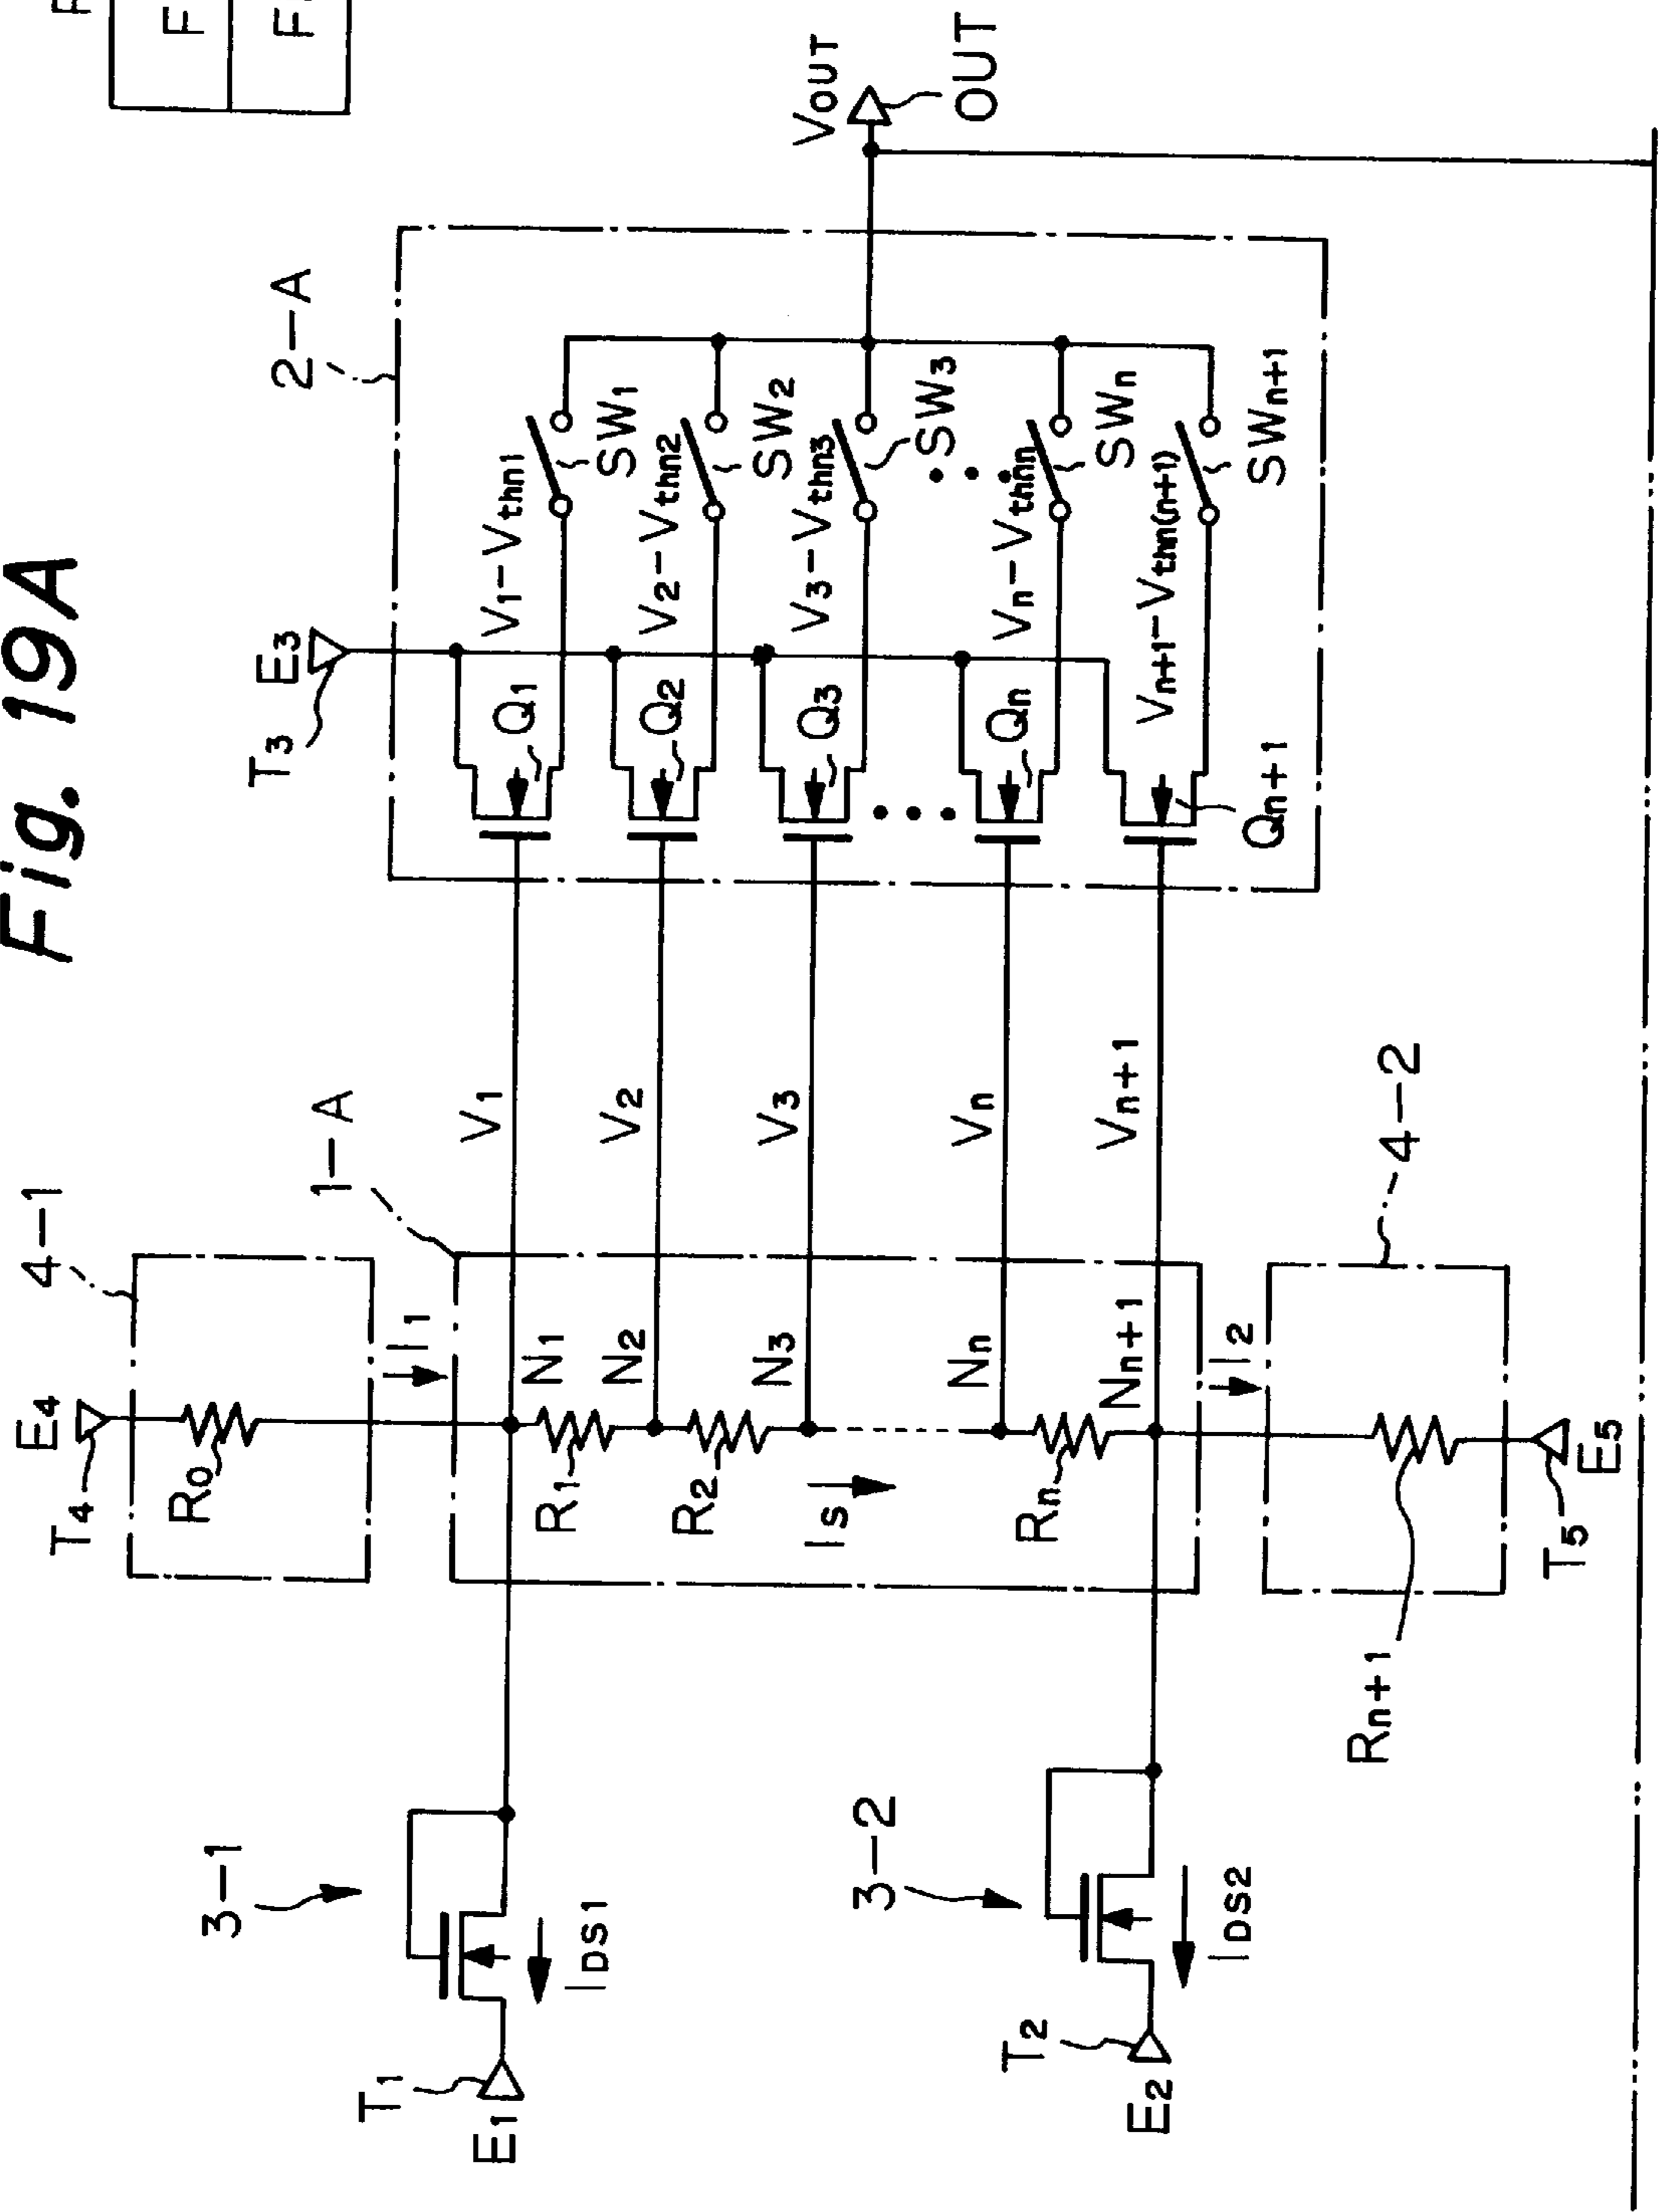 Fig. 19A
F
F
F
E4
T4
R0
4-1
I1
1-A
E3
T3
2-A
VOUT
OUT
3-1
T1
E1
IDS1
N1
V1
Q1
V1-Vthn1
SW1
R1
N2
V2
Q2
V2-Vthn2
SW2
R2
N3
V3
Q3
V3-Vthn3
SW3
IS
Nn
Vn
Qn
Vn-Vthnn
SWn
Rn
Nn+1
Vn+1
Qn+1
Vn+1-Vthn(n+1)
SWn+1
3-2
T2
E2
IDS2
I2
4-2
Rn+1
T5
E5